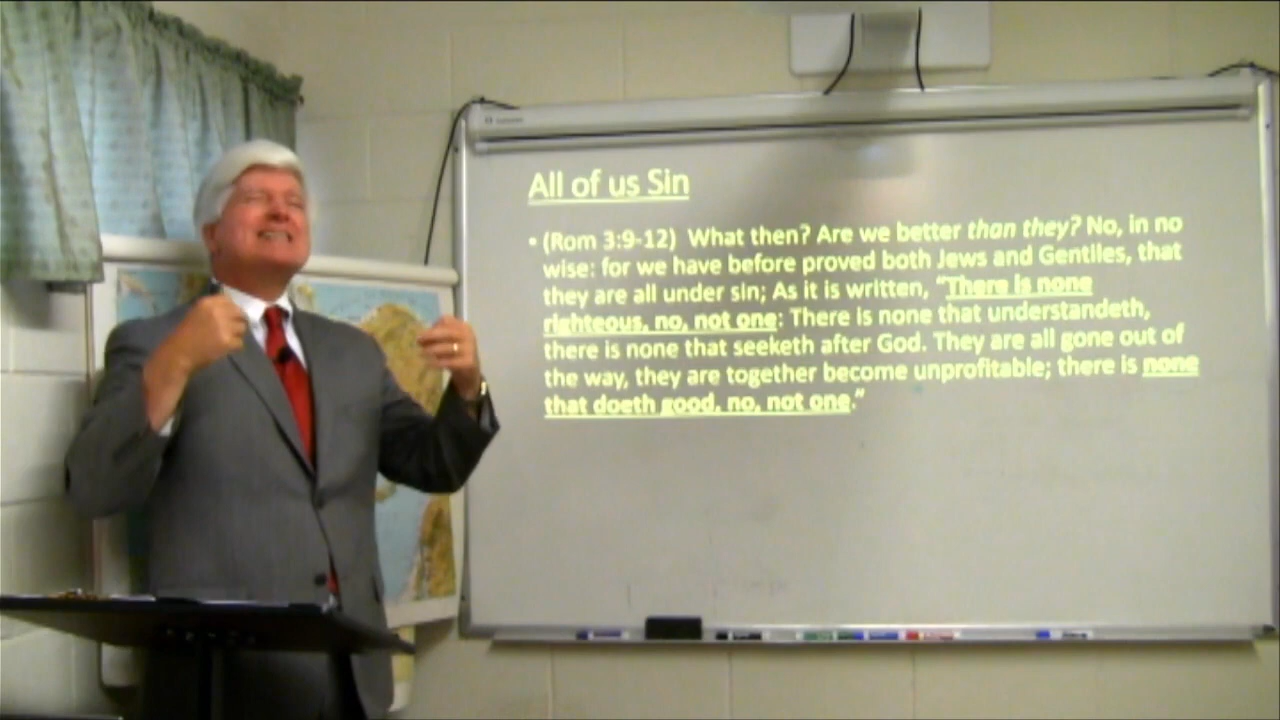 All of us Sin
• (Rom 3:9-12) What then? Are we better than they? No, in no
wise: for we have before proved both Jews and Gentiles, that
they are all under sin; As it is written, “There is none
righteous, no, not one: There is none that understandeth,
there is none that seeketh after God. They are all gone out of
the way, they are together become unprofitable; there is none
that doeth good, no, not one.”